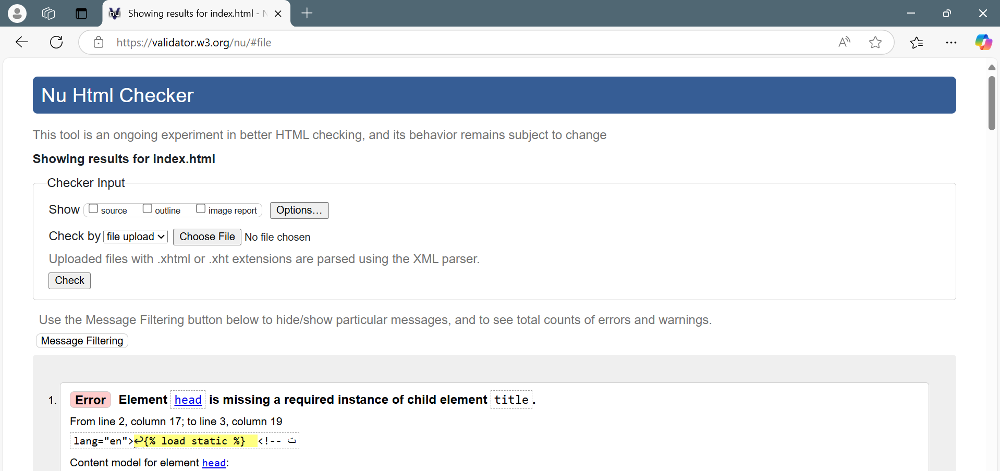 Showing results for index.html -
https://validator.w3.org/nu/#file
Nu Html Checker
This tool is an ongoing experiment in better HTML checking, and its behavior remains subject to change
Showing results for index.html
Checker Input
Show source outline image report Options...
Check by file upload Choose File No file chosen
Uploaded files with .xhtml or .xht extensions are parsed using the XML parser.
Check
Use the Message Filtering button below to hide/show particular messages, and to see total counts of errors and warnings.
Message Filtering
1. Error Element head is missing a required instance of child element title.
From line 2, column 17; to line 3, column 19
lang="en">↩{% load static %} <!-- ت
Content model for element head: